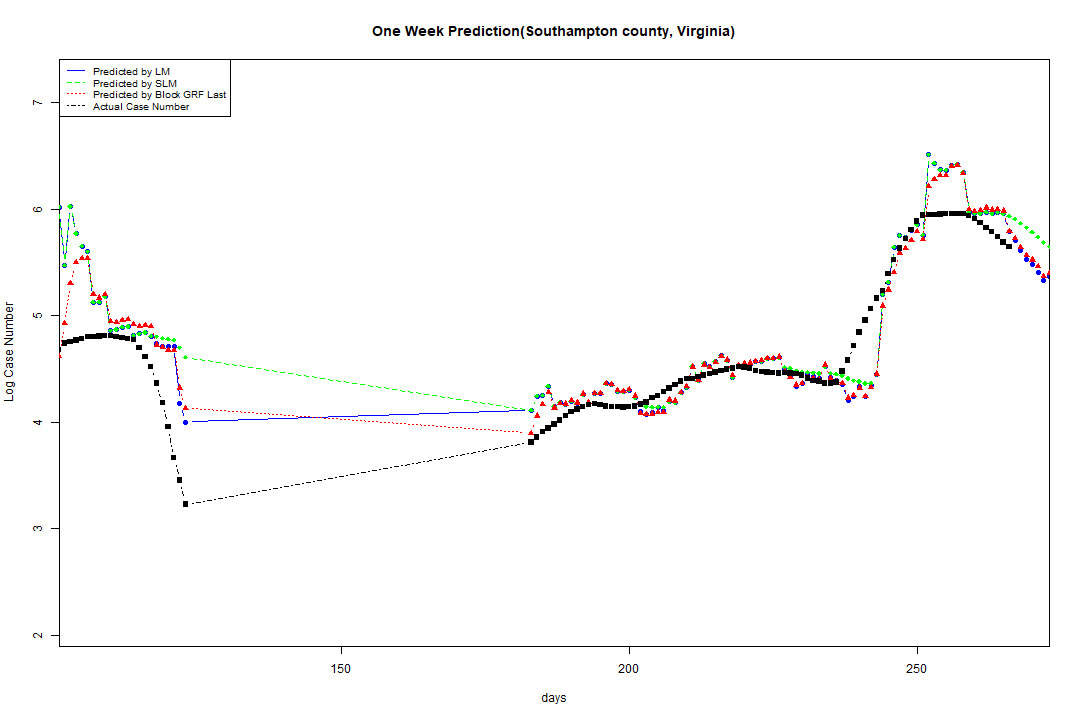 One Week Prediction(Southampton county, Virginia)
Predicted by LM
Predicted by SLM
Predicted by Block GRF Last
Actual Case Number
7
6
5
4
3
2
Log Case Number
150
200
250
days